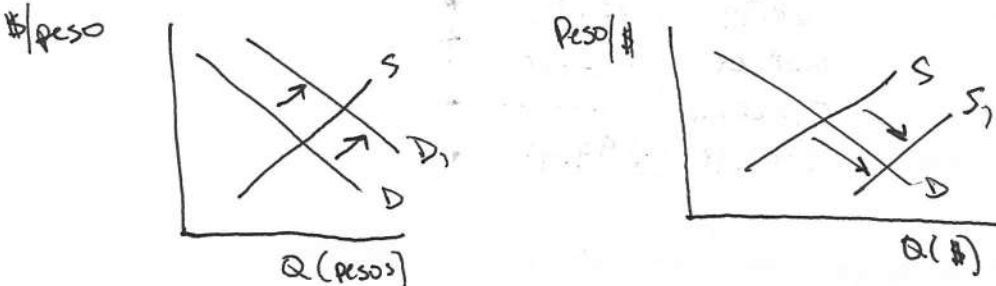 $/peso
S
D₁
D
Q (pesos)
Peso/$
S
S₁
D
Q ($)